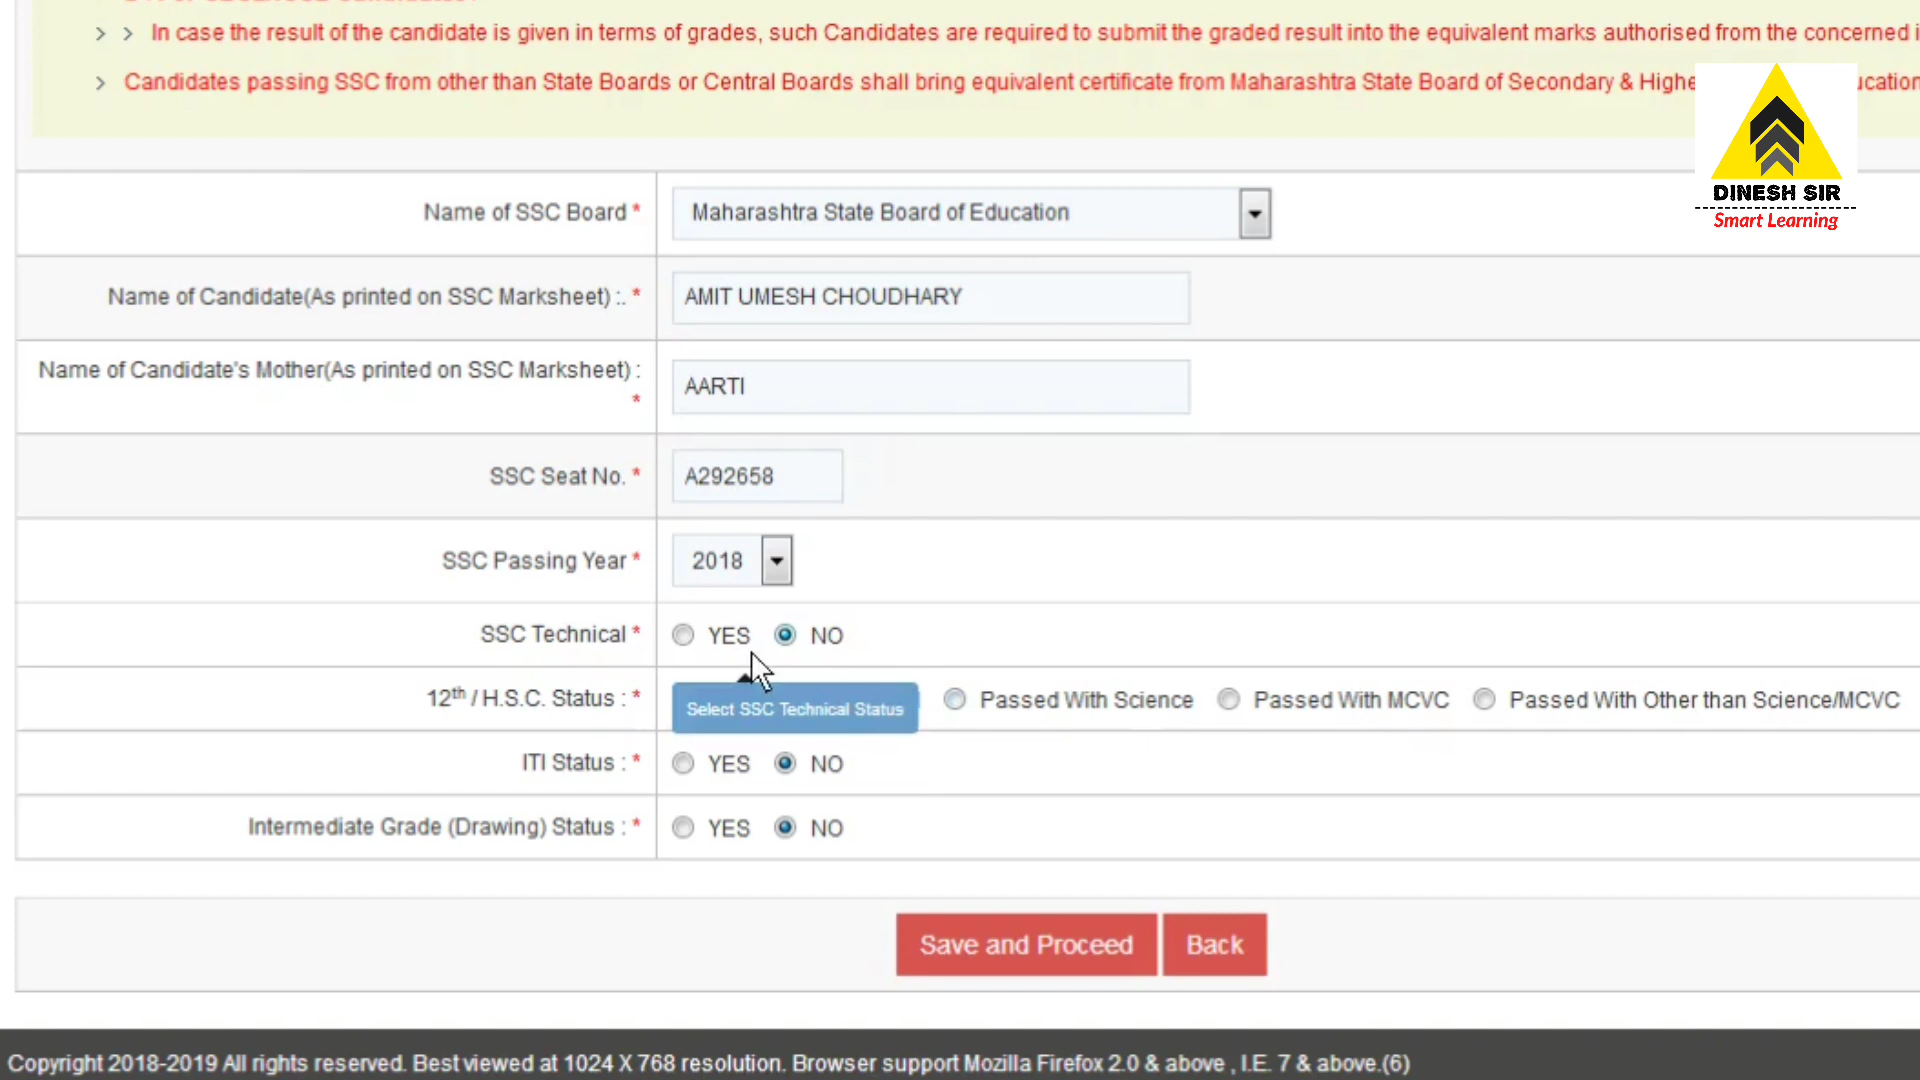 > > In case the result of the candidate is given in terms of grades, such Candidates are required to submit the graded result into the equivalent marks authorised from the concerned i
> Candidates passing SSC from other than State Boards or Central Boards shall bring equivalent certificate from Maharashtra State Board of Secondary & Highe ucation
DINESH SIR
Smart Learning
Name of SSC Board * Maharashtra State Board of Education
Name of Candidate(As printed on SSC Marksheet) :. * AMIT UMESH CHOUDHARY
Name of Candidate's Mother(As printed on SSC Marksheet) : * AARTI
SSC Seat No. * A292658
SSC Passing Year * 2018
SSC Technical * YES NO
12th / H.S.C. Status : * Select SSC Technical Status Passed With Science Passed With MCVC Passed With Other than Science/MCVC
ITI Status : * YES NO
Intermediate Grade (Drawing) Status : * YES NO
Save and Proceed Back
Copyright 2018-2019 All rights reserved. Best viewed at 1024 X 768 resolution. Browser support Mozilla Firefox 2.0 & above , I.E. 7 & above.(6)